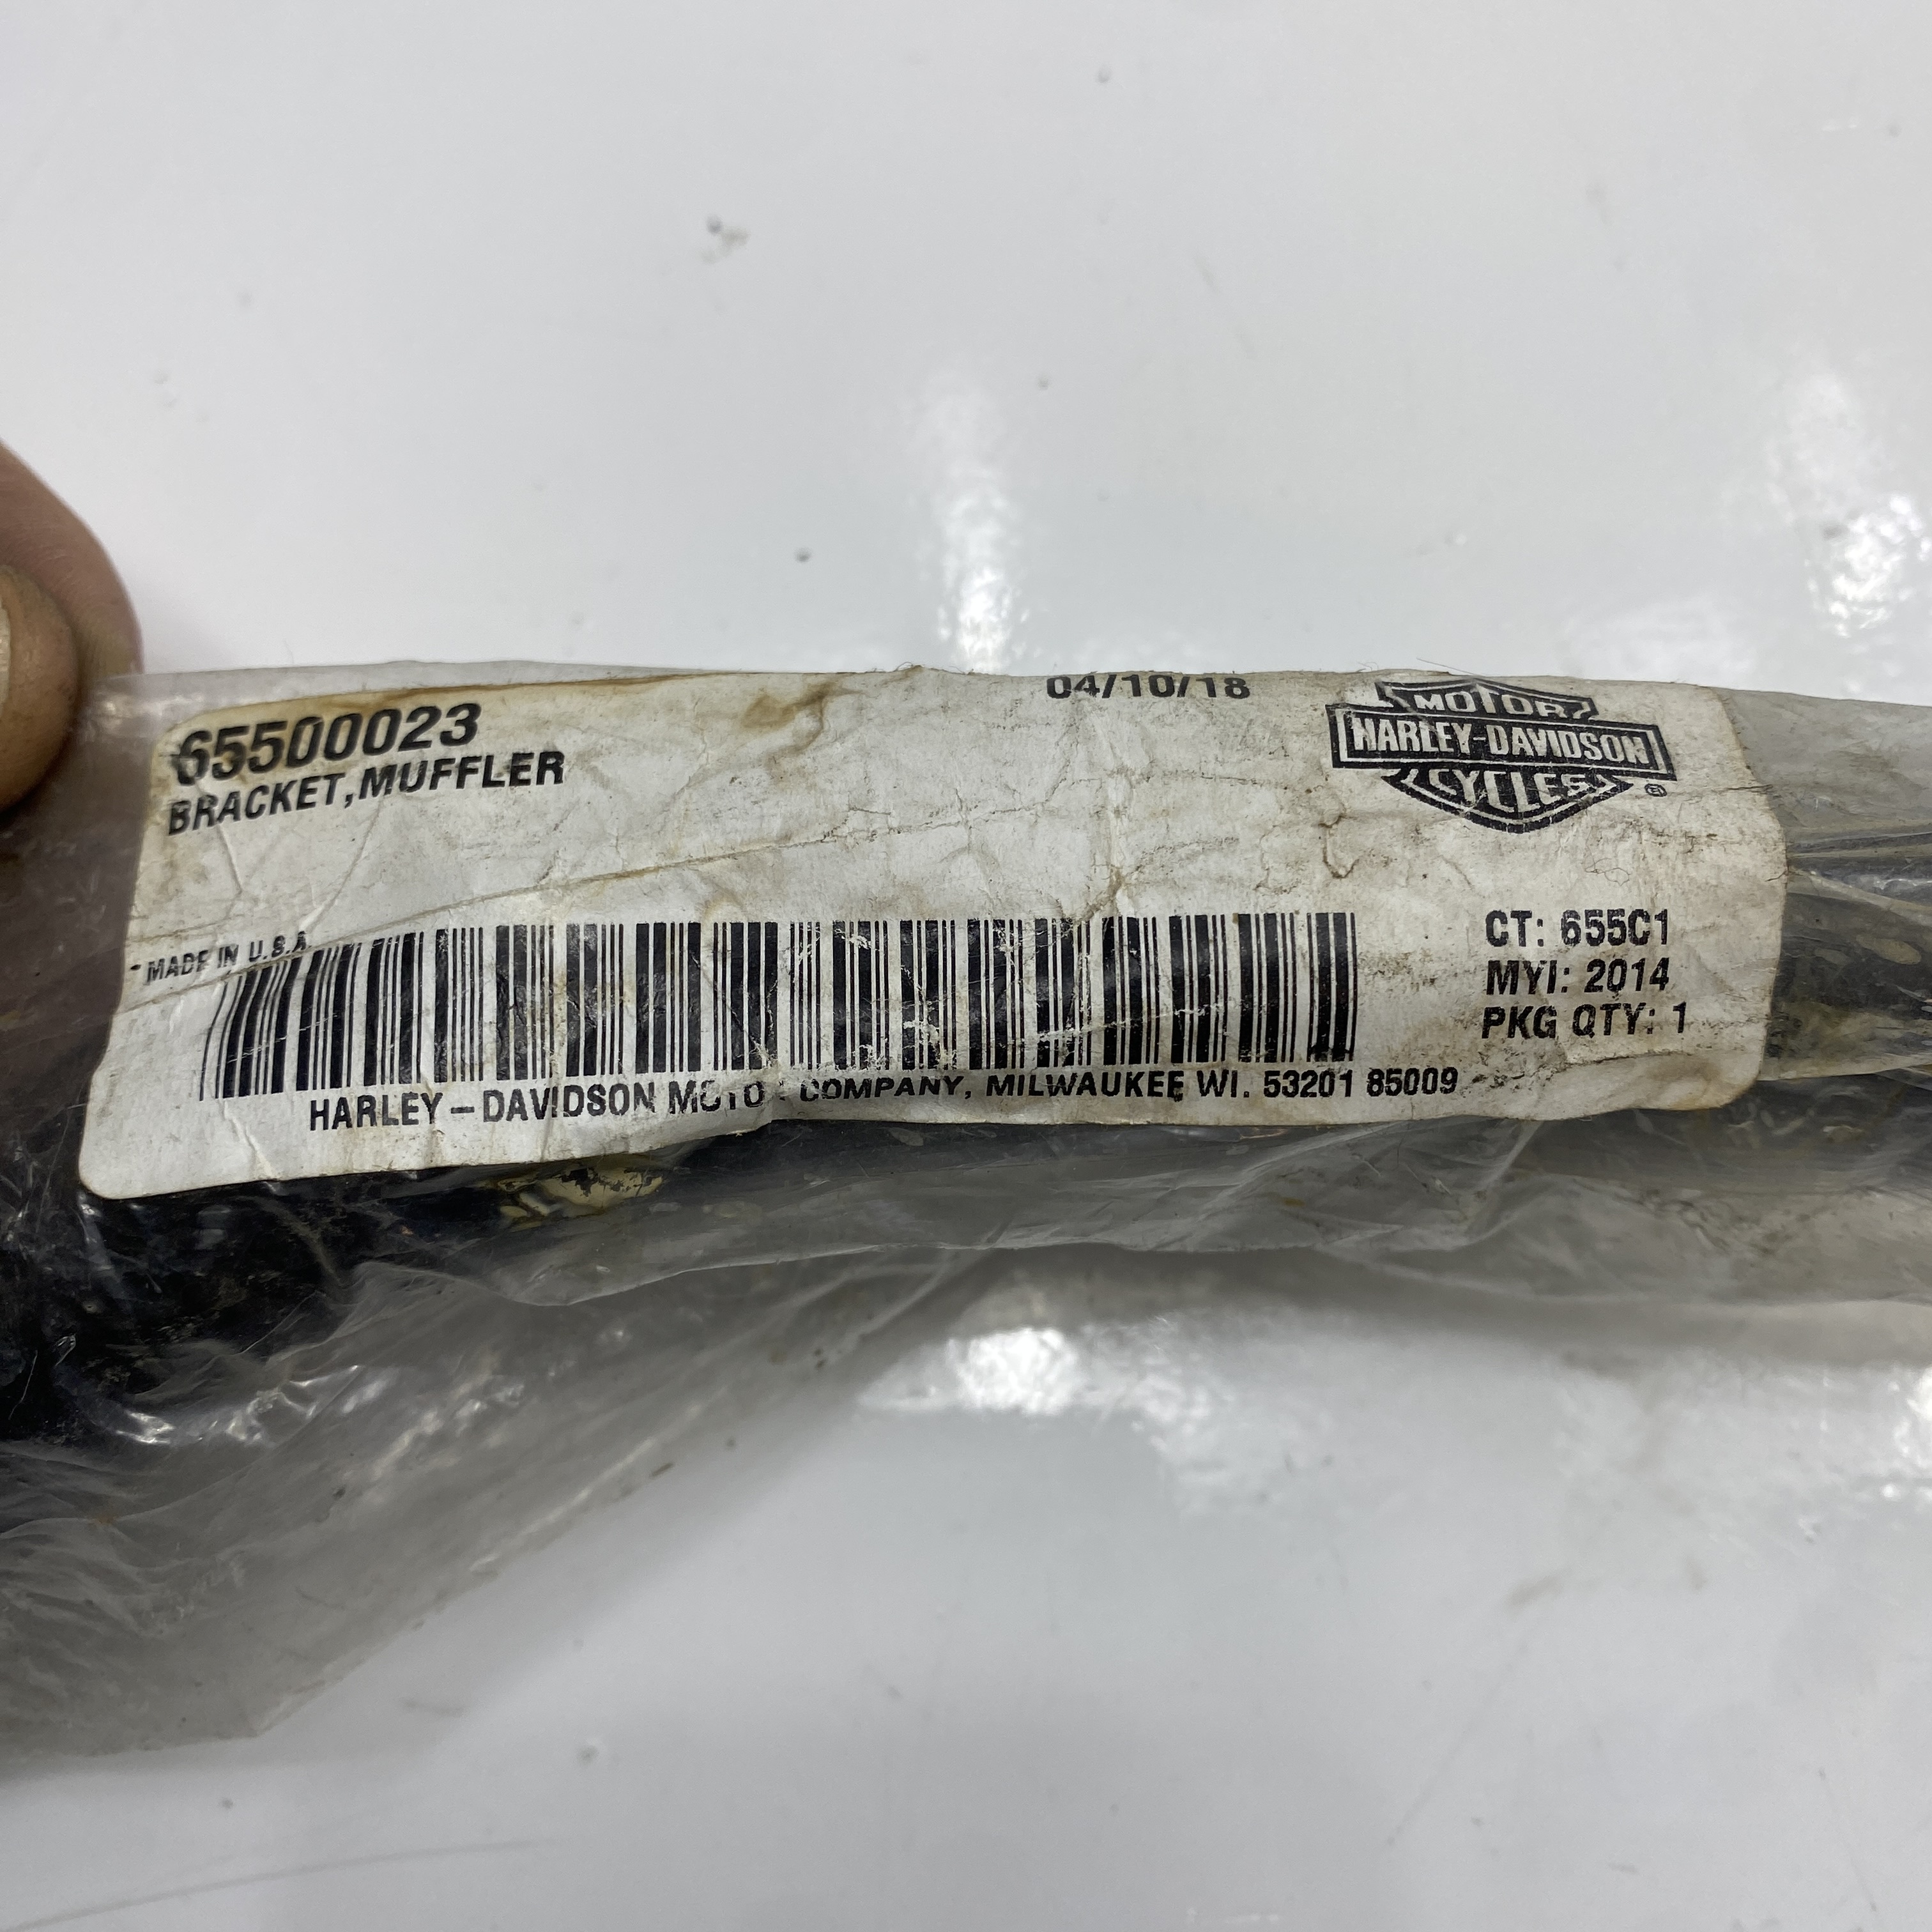 65500023
BRACKET,MUFFLER
04/10/18
MOTOR
HARLEY-DAVIDSON
CYCLES
®
MADE IN U.S.A.
CT: 655C1
MYI: 2014
PKG QTY: 1
HARLEY-DAVIDSON MOTO COMPANY, MILWAUKEE WI. 53201 85009